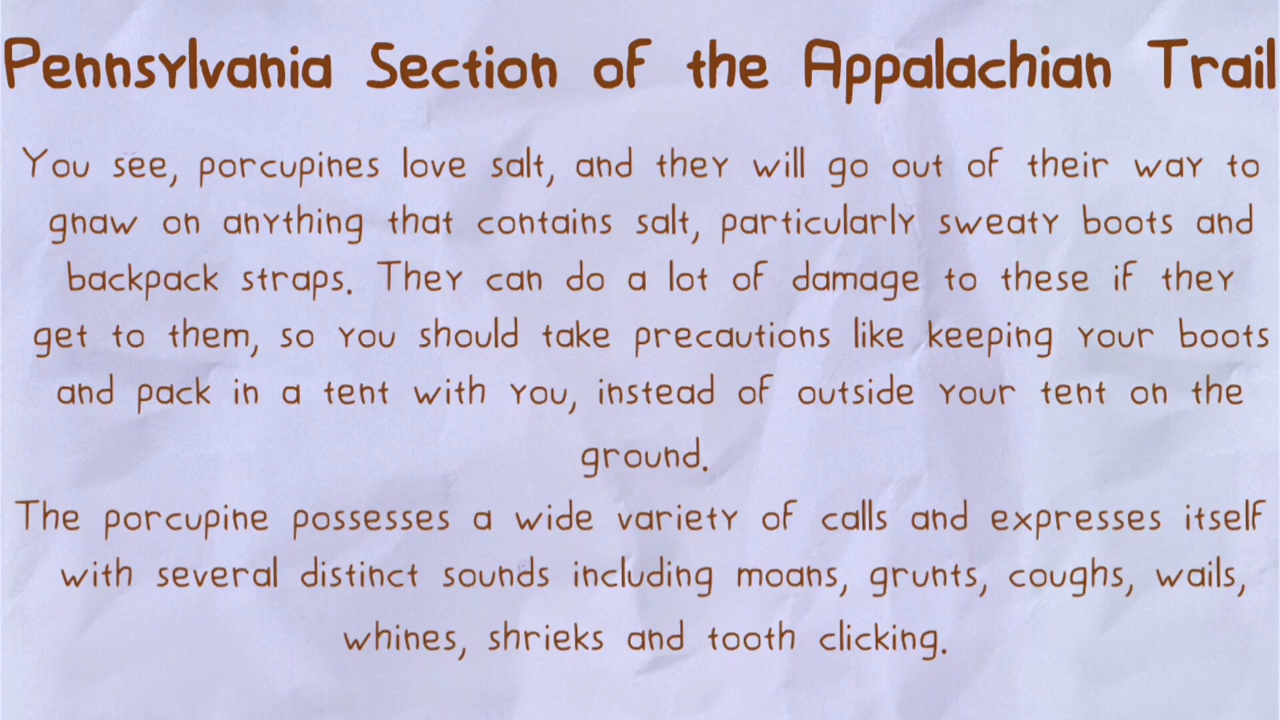 Pennsylvania Section of the Appalachian Trail
You see, porcupines love salt, and they will go out of their way to
gnaw on anything that contains salt, particularly sweaty boots and
backpack straps. They can do a lot of damage to these if they
get to them, so you should take precautions like keeping your boots
and pack in a tent with you, instead of outside your tent on the
ground.
The porcupine possesses a wide variety of calls and expresses itself
with several distinct sounds including moans, grunts, coughs, wails,
whines, shrieks and tooth clicking.